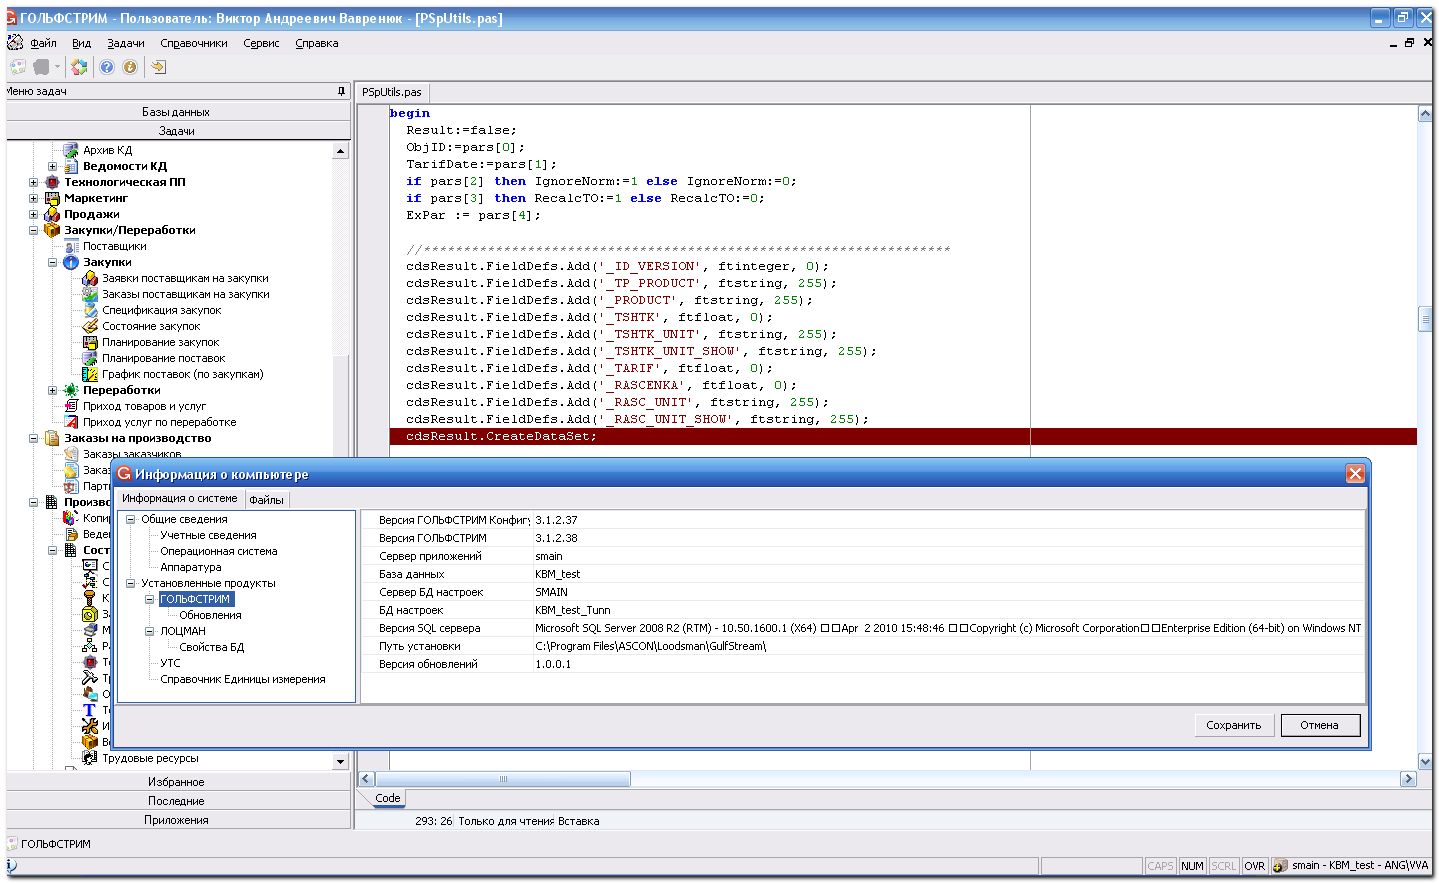 ГОЛЬФСТРИМ - Пользователь: Виктор Андреевич Вавренюк - [PSpUtils.pas]
Файл Вид Задачи Справочники Сервис Справка
Меню задач
Базы данных
Задачи
Архив КД
Ведомости КД
Технологическая ПП
Маркетинг
Продажи
Закупки/Переработки
Поставщики
Закупки
Заявки поставщикам на закупки
Заказы поставщикам на закупки
Спецификация закупок
Состояние закупок
Планирование закупок
Планирование поставок
График поставок (по закупкам)
Переработки
Приход товаров и услуг
Приход услуг по переработке
Заказы на производство
Заказы заказчиков
Трудовые ресурсы
Избранное
Последние
Приложения
PSpUtils.pas
begin
Result:=false;
ObjID:=pars[0];
TarifDate:=pars[1];
if pars[2] then IgnoreNorm:=1 else IgnoreNorm:=0;
if pars[3] then RecalcTO:=1 else RecalcTO:=0;
ExPar := pars[4];
//******************************************************************
cdsResult.FieldDefs.Add('_ID_VERSION', ftinteger, 0);
cdsResult.FieldDefs.Add('_TP_PRODUCT', ftstring, 255);
cdsResult.FieldDefs.Add('_PRODUCT', ftstring, 255);
cdsResult.FieldDefs.Add('_TSHTK', ftfloat, 0);
cdsResult.FieldDefs.Add('_TSHTK_UNIT', ftstring, 255);
cdsResult.FieldDefs.Add('_TSHTK_UNIT_SHOW', ftstring, 255);
cdsResult.FieldDefs.Add('_TARIF', ftfloat, 0);
cdsResult.FieldDefs.Add('_RASCENKA', ftfloat, 0);
cdsResult.FieldDefs.Add('_RASC_UNIT', ftstring, 255);
cdsResult.FieldDefs.Add('_RASC_UNIT_SHOW', ftstring, 255);
cdsResult.CreateDataSet;
Информация о компьютере
Информация о системе Файлы
Общие сведения
Учетные сведения
Операционная система
Аппаратура
Установленные продукты
ГОЛЬФСТРИМ
Обновления
ЛОЦМАН
Свойства БД
УТС
Справочник Единицы измерения
Версия ГОЛЬФСТРИМ Конфигу 3.1.2.37
Версия ГОЛЬФСТРИМ 3.1.2.38
Сервер приложений smain
База данных KBM_test
Сервер БД настроек SMAIN
БД настроек KBM_test_Tunn
Версия SQL сервера Microsoft SQL Server 2008 R2 (RTM) - 10.50.1600.1 (X64) Apr 2 2010 15:48:46 Copyright (c) Microsoft Corporation Enterprise Edition (64-bit) on Windows NT
Путь установки C:\Program Files\ASCON\Loodsman\GulfStream\
Версия обновлений 1.0.0.1
Сохранить Отмена
Code
293: 26 Только для чтения Вставка
ГОЛЬФСТРИМ
CAPS NUM SCRL OVR smain - KBM_test - ANG\VVA